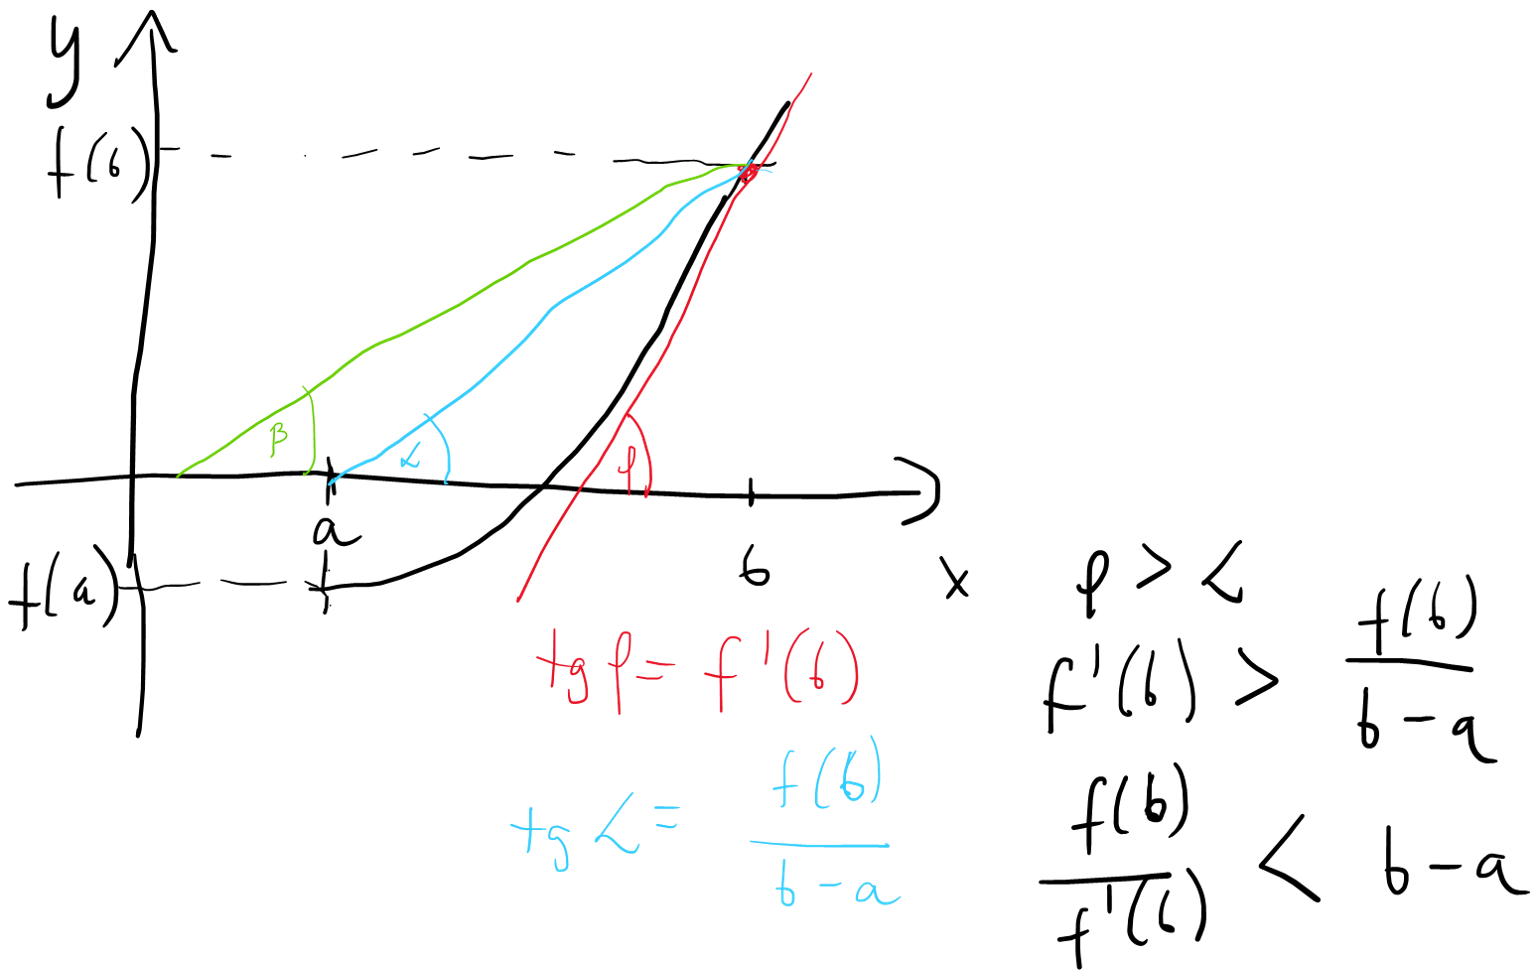 y
f(b)
β
α
φ
a
b
x
f(a)
tg φ = f'(b)
tg α = f(b) / (b - a)
φ > α
f'(b) > f(b) / (b - a)
f(b) / f'(b) < b - a